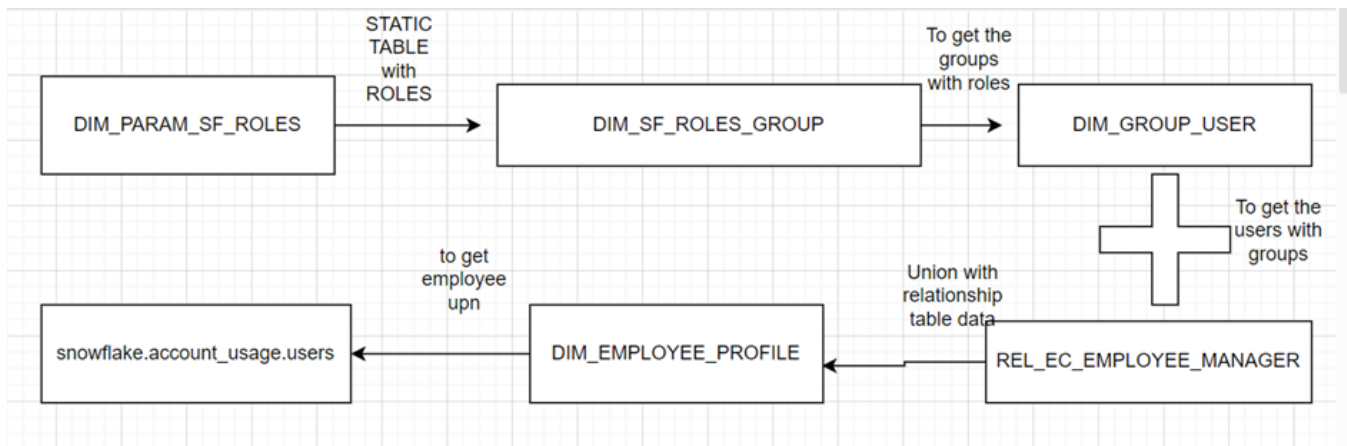 STATIC
TABLE
with
ROLES
To get the
groups
with roles
DIM_PARAM_SF_ROLES
DIM_SF_ROLES_GROUP
DIM_GROUP_USER
To get the
users with
groups
to get
employee
upn
Union with
relationship
table data
snowflake.account_usage.users
DIM_EMPLOYEE_PROFILE
REL_EC_EMPLOYEE_MANAGER